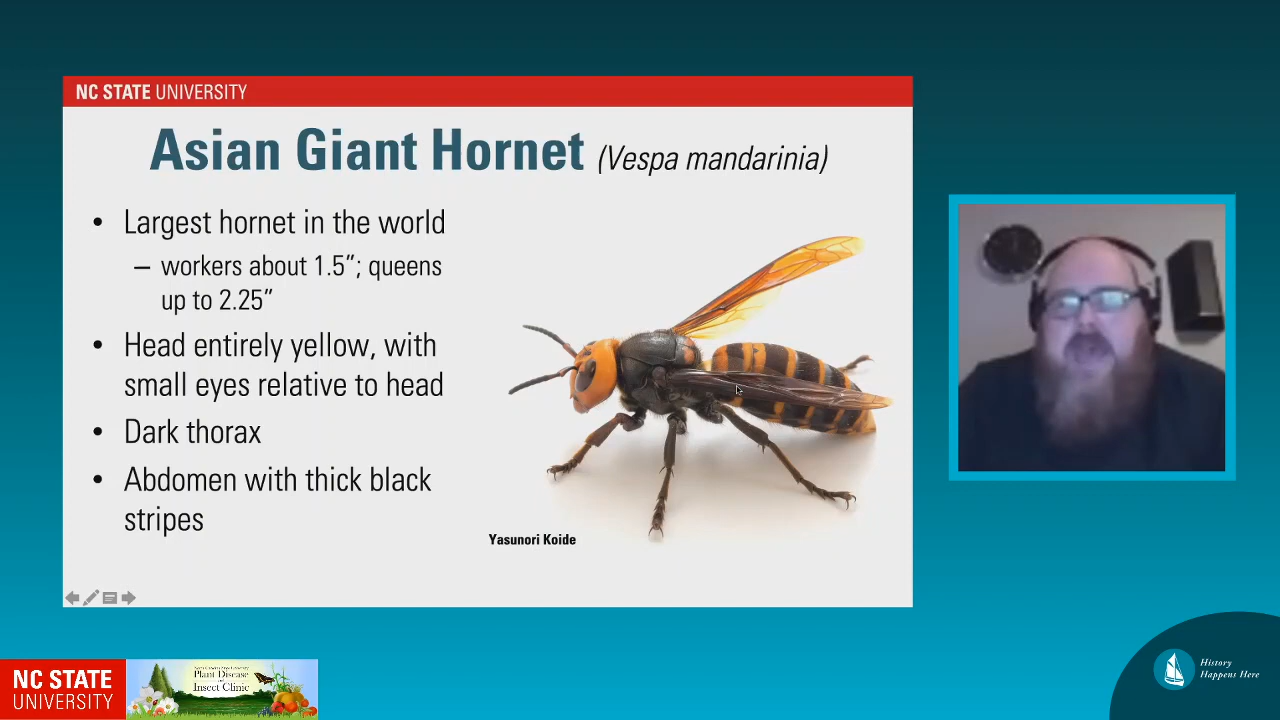 NC STATE UNIVERSITY
Asian Giant Hornet (Vespa mandarinia)
• Largest hornet in the world
– workers about 1.5”; queens
up to 2.25”
• Head entirely yellow, with
small eyes relative to head
• Dark thorax
• Abdomen with thick black
stripes
Yasunori Koide
NC STATE
UNIVERSITY
Plant Disease
Insect Clinic
History
Happens Here